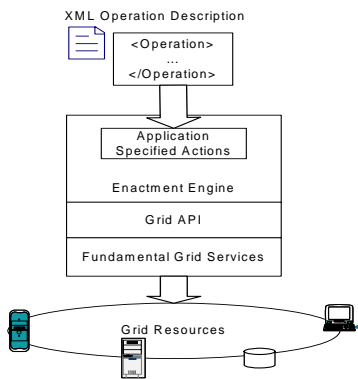 XML Operation Description
<Operation>
...
</Operation>
Application
Specified Actions
Enactment Engine
Grid API
Fundamental Grid Services
Grid Resources